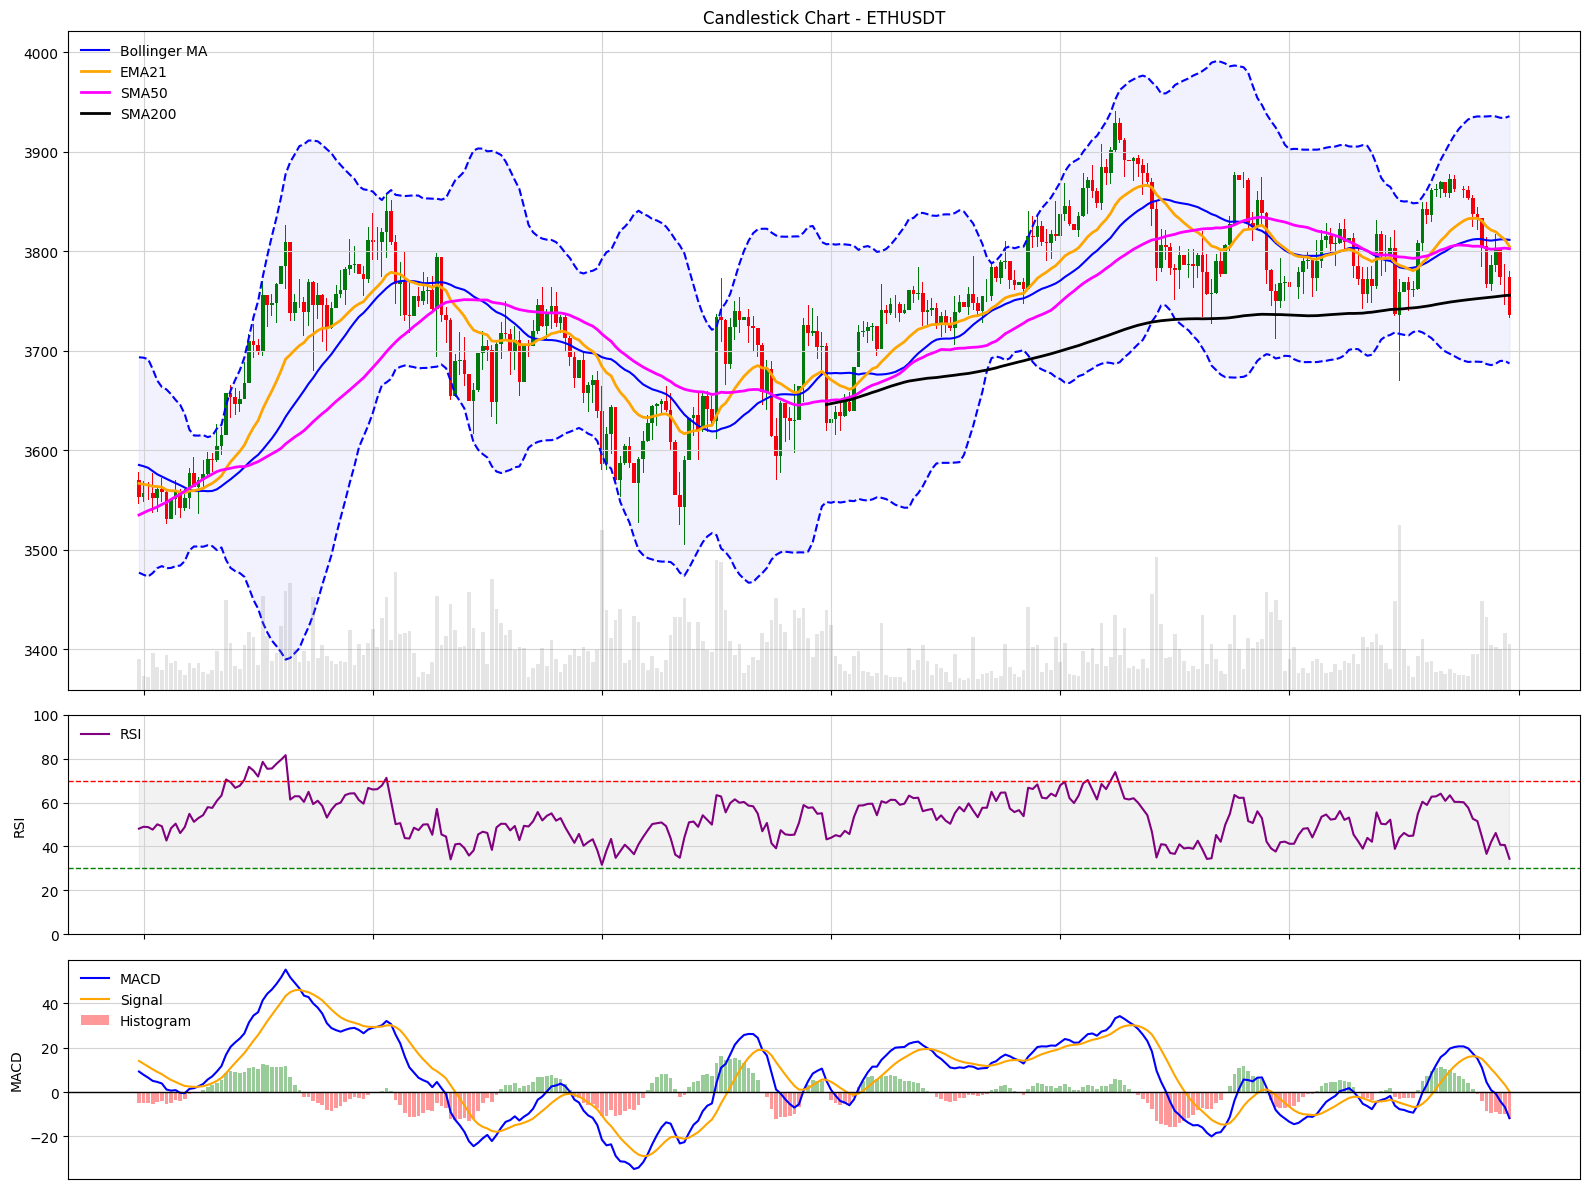 Candlestick Chart - ETHUSDT
Bollinger MA
EMA21
SMA50
SMA200
4000
3900
3800
3700
3600
3500
3400
RSI
RSI
100
80
60
40
20
0
MACD
Signal
Histogram
MACD
40
20
0
−20